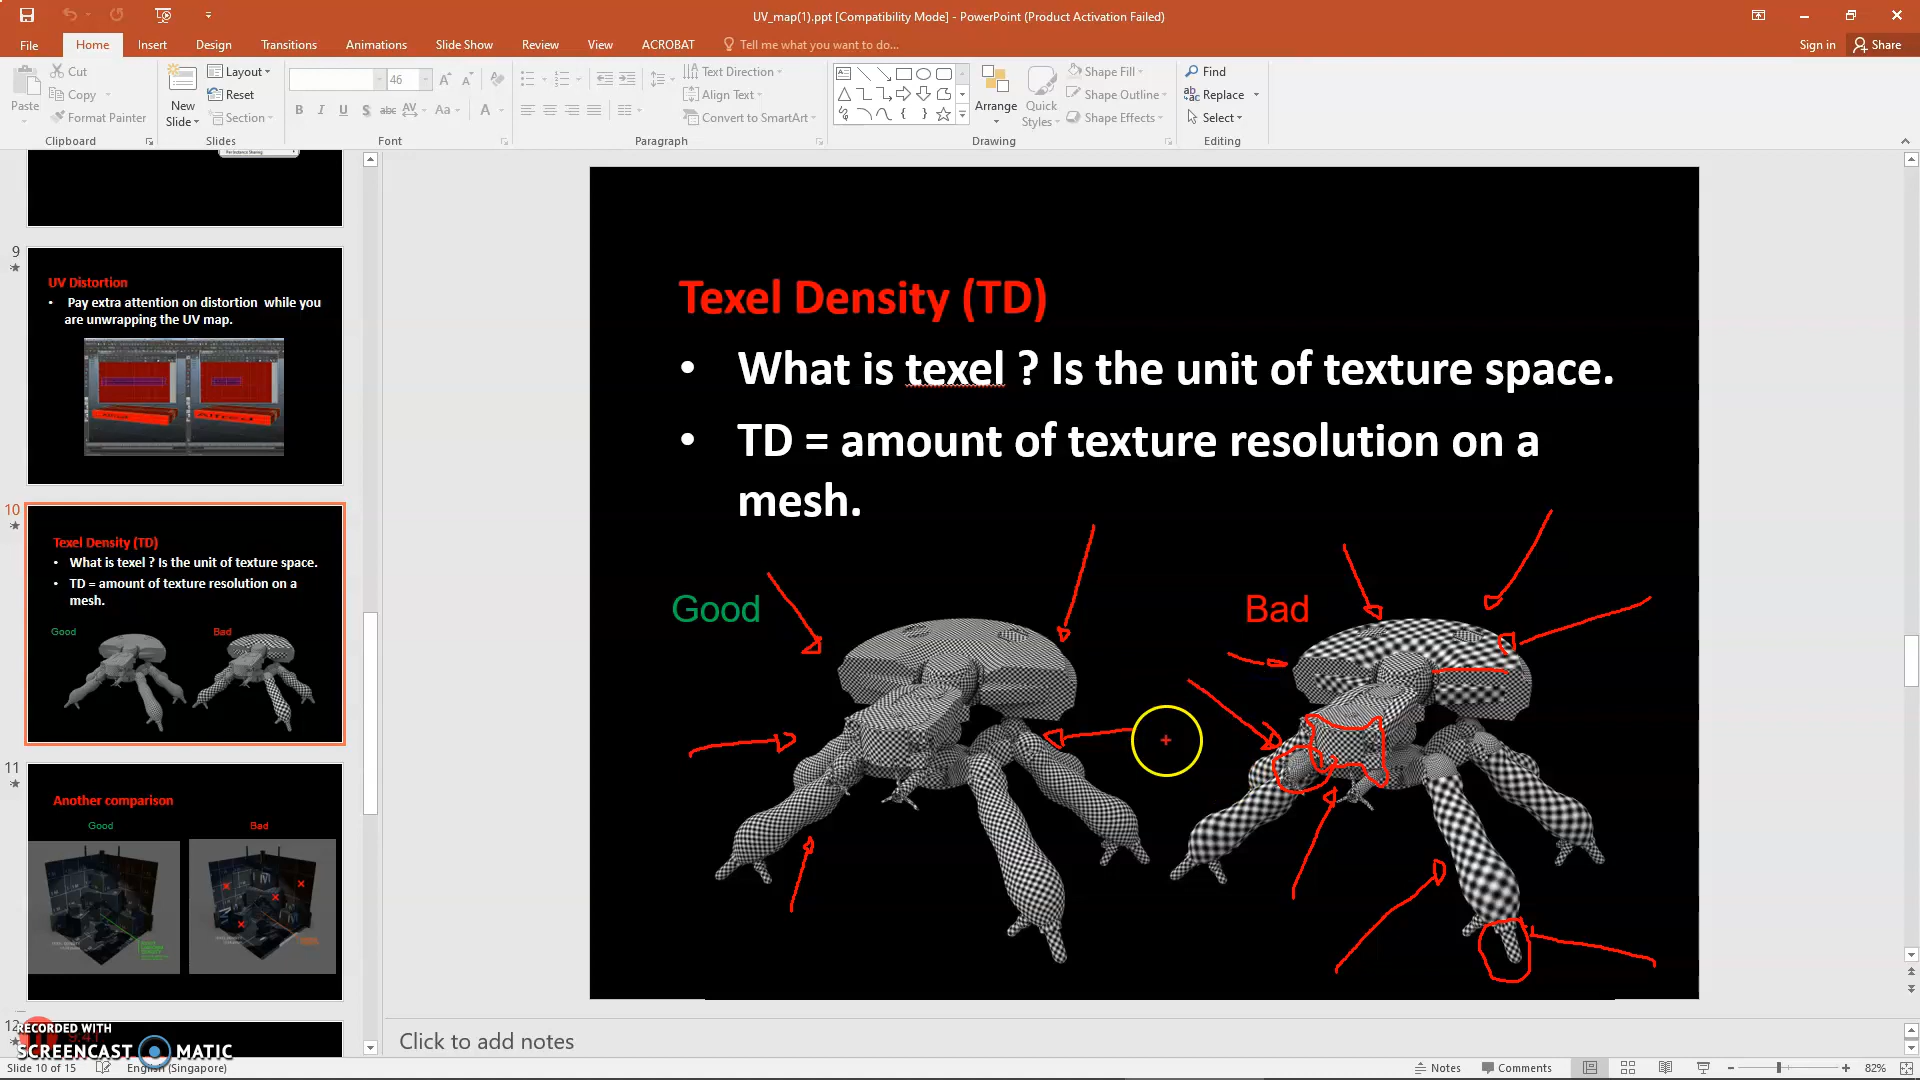 UV_map(1).ppt [Compatibility Mode] - PowerPoint (Product Activation Failed)
File Home Insert Design Transitions Animations Slide Show Review View ACROBAT Tell me what you want to do... Sign in Share
Cut
Copy
Format Painter
Paste
Clipboard
New
Slide
Layout
Reset
Section
Slides
46
Font
Text Direction
Align Text
Convert to SmartArt
Paragraph
Arrange
Quick
Styles
Shape Fill
Shape Outline
Shape Effects
Drawing
Find
Replace
Select
Editing
9
UV Distortion
• Pay extra attention on distortion while you
are unwrapping the UV map.
10
Texel Density (TD)
• What is texel ? Is the unit of texture space.
• TD = amount of texture resolution on a
mesh.
Good Bad
11
Another comparison
Good Bad
12
RECORDED WITH
SCREENCAST MATIC
Texel Density (TD)
• What is texel ? Is the unit of texture space.
• TD = amount of texture resolution on a
mesh.
Good Bad
Click to add notes
Slide 10 of 15 English (Singapore) Notes Comments 82%